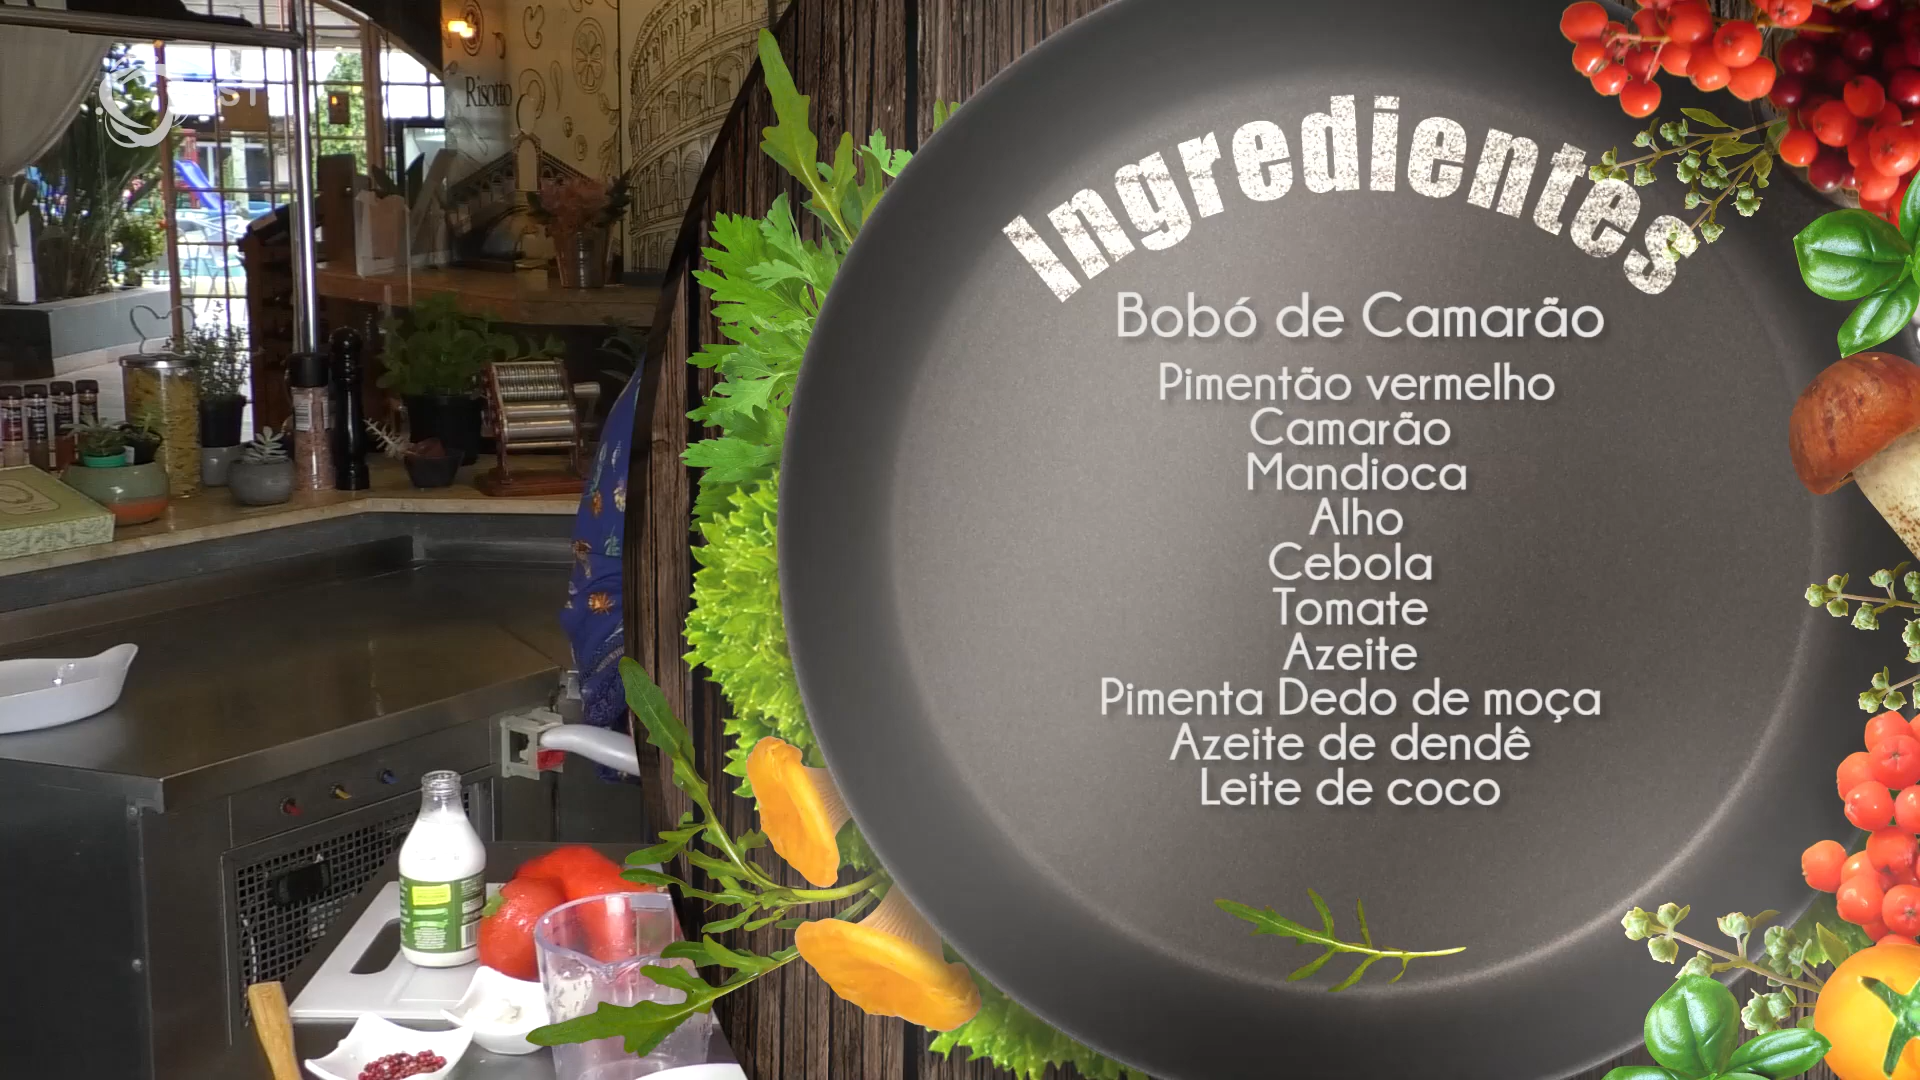 Risotto
Ingredientes
Bobó de Camarão
Pimentão vermelho
Camarão
Mandioca
Alho
Cebola
Tomate
Azeite
Pimenta Dedo de moça
Azeite de dendê
Leite de coco